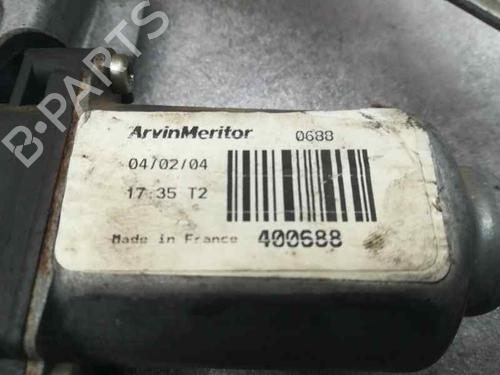 B-PARTS
ArvinMeritor 0688
04/02/04
17:35 T2
Made in France 400688